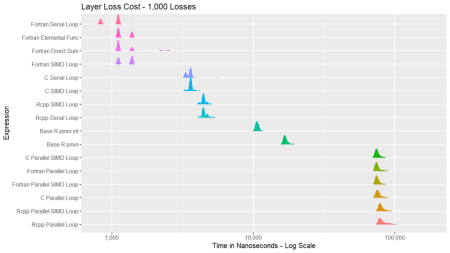 Layer Loss Cost - 1,000 Losses
Expression
Fortran Serial Loop
Fortran Elemental Func
Fortran Direct Sum
Fortran SIMD Loop
C Serial Loop
C SIMD Loop
Rcpp SIMD Loop
Rcpp Serial Loop
Base R pmin.int
Base R pmin
C Parallel SIMD Loop
Fortran Parallel Loop
Fortran Parallel SIMD Loop
C Parallel Loop
Rcpp Parallel SIMD Loop
Rcpp Parallel Loop
1,000
10,000
100,000
Time in Nanoseconds - Log Scale